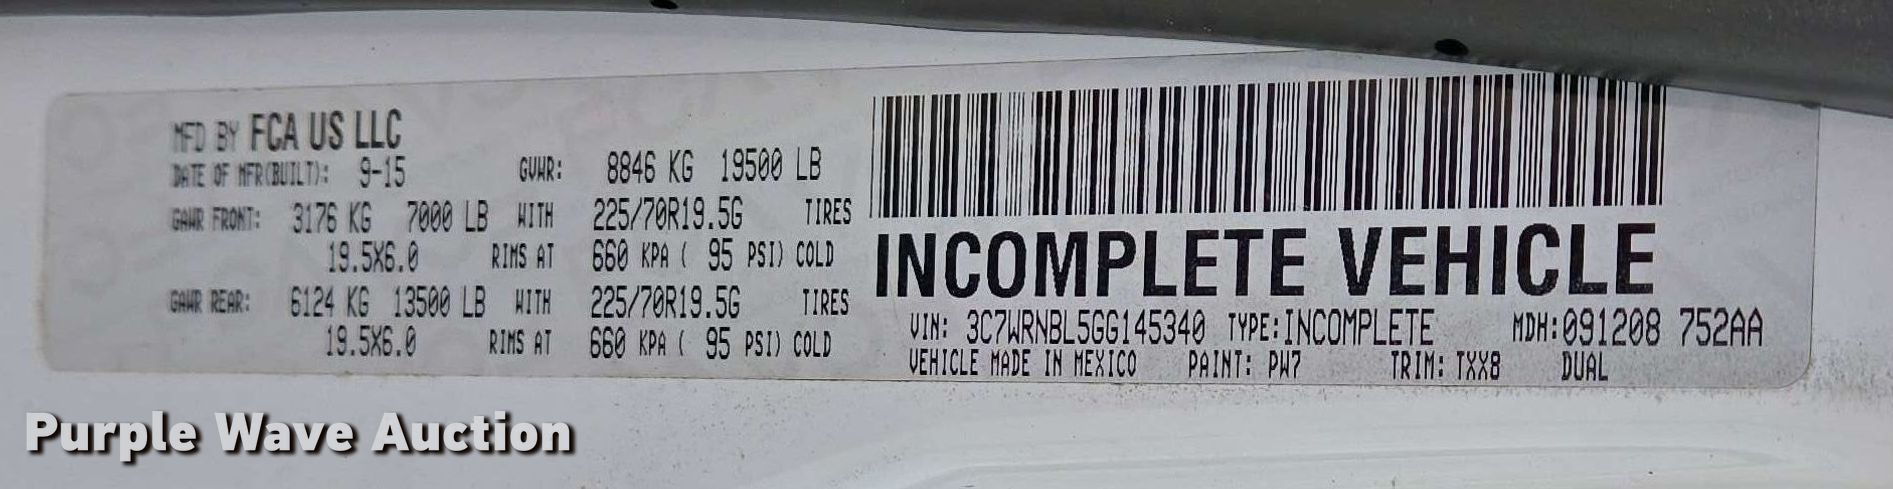 MFD BY FCA US LLC
DATE OF MFR(BUILT): 9-15 GVWR: 8846 KG 19500 LB
GAWR FRONT: 3176 KG 7000 LB WITH 225/70R19.5G TIRES
19.5X6.0 RIMS AT 660 KPA ( 95 PSI) COLD
GAWR REAR: 6124 KG 13500 LB WITH 225/70R19.5G TIRES
19.5X6.0 RIMS AT 660 KPA ( 95 PSI) COLD
INCOMPLETE VEHICLE
VIN: 3C7WRNBL5GG145340 TYPE:INCOMPLETE MDH:091208 752AA
VEHICLE MADE IN MEXICO PAINT: PW7 TRIM: TXX8 DUAL
Purple Wave Auction